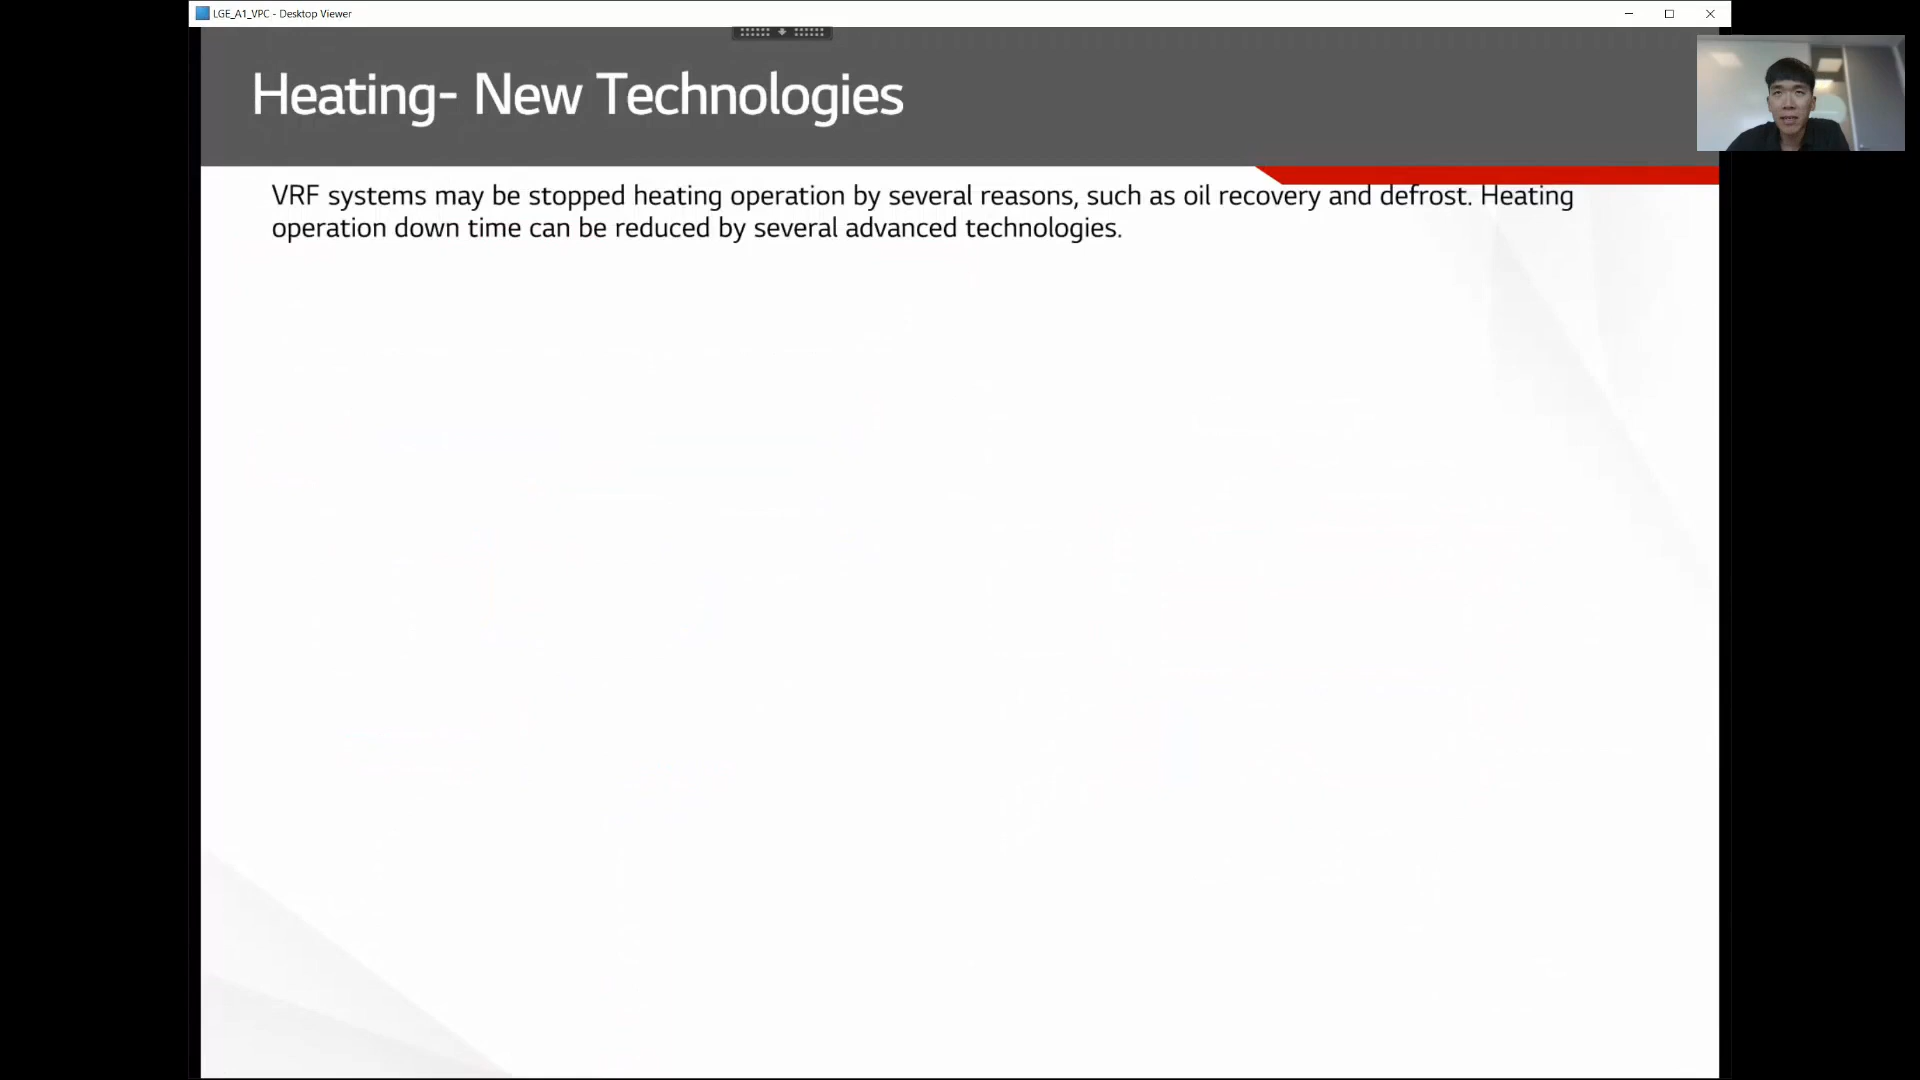 LGE_A1_VPC - Desktop Viewer
Heating- New Technologies
VRF systems may be stopped heating operation by several reasons, such as oil recovery and defrost. Heating
operation down time can be reduced by several advanced technologies.